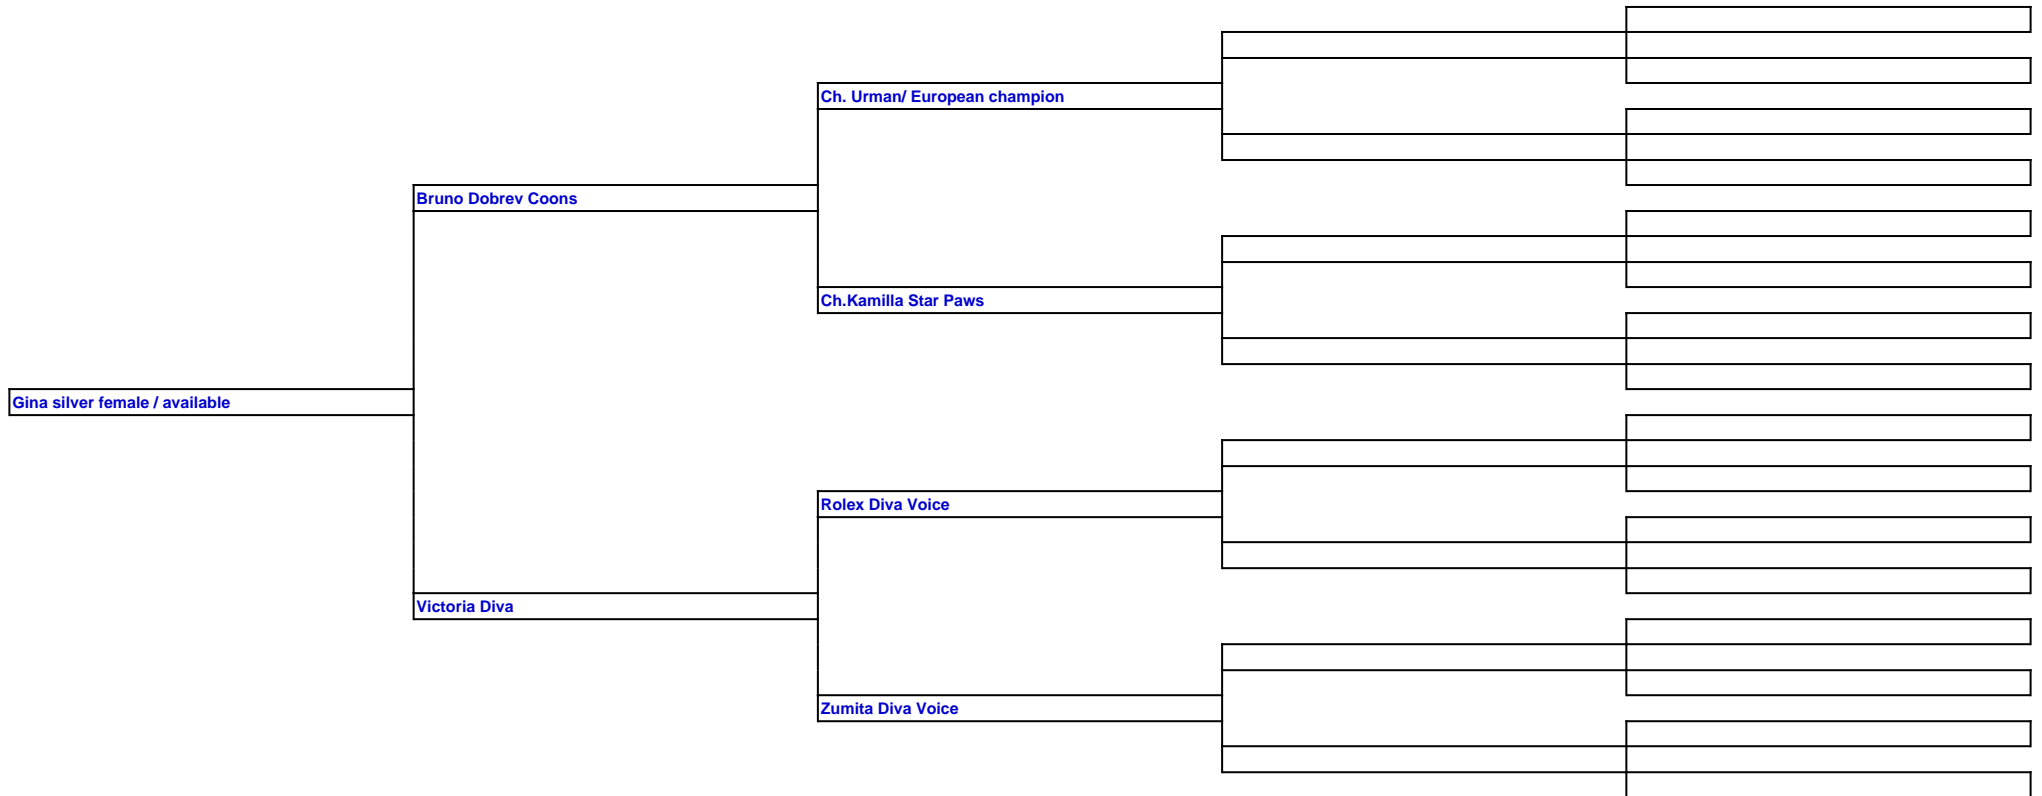 Ch. Urman/ European champion
Bruno Dobrev Coons
Ch.Kamilla Star Paws
Gina silver female / available
Rolex Diva Voice
Victoria Diva
Zumita Diva Voice